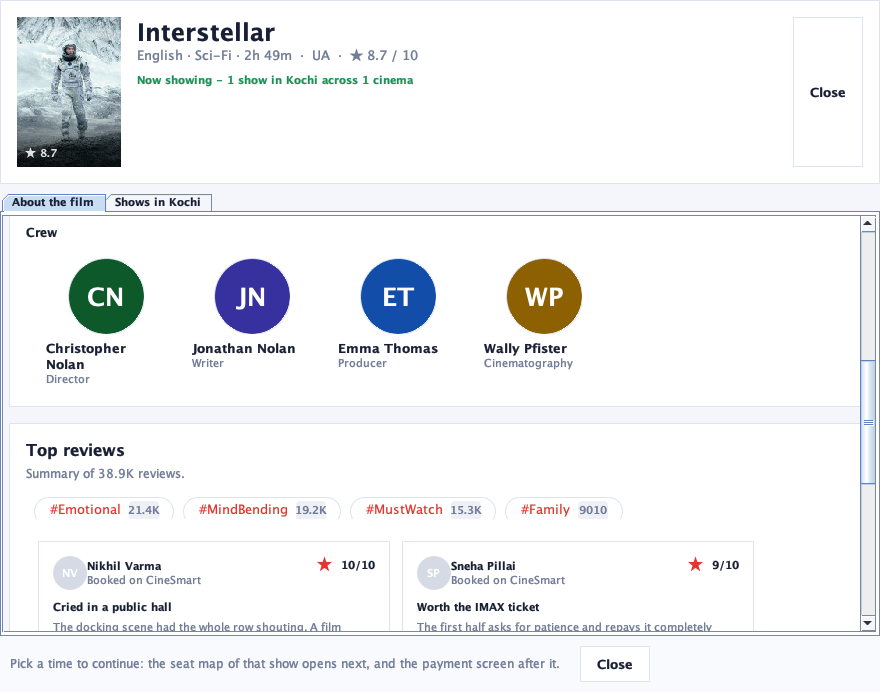 Interstellar
English · Sci-Fi · 2h 49m · UA · ★ 8.7 / 10
Now showing – 1 show in Kochi across 1 cinema
★ 8.7
Close
About the film
Shows in Kochi
Crew
CN
JN
ET
WP
Christopher Nolan
Director
Jonathan Nolan
Writer
Emma Thomas
Producer
Wally Pfister
Cinematography
Top reviews
Summary of 38.9K reviews.
#Emotional 21.4K
#MindBending 19.2K
#MustWatch 15.3K
#Family 9010
NV
Nikhil Varma
Booked on CineSmart
★ 10/10
Cried in a public hall
The docking scene had the whole row shouting. A film
SP
Sneha Pillai
Booked on CineSmart
★ 9/10
Worth the IMAX ticket
The first half asks for patience and repays it completely
Pick a time to continue: the seat map of that show opens next, and the payment screen after it.
Close